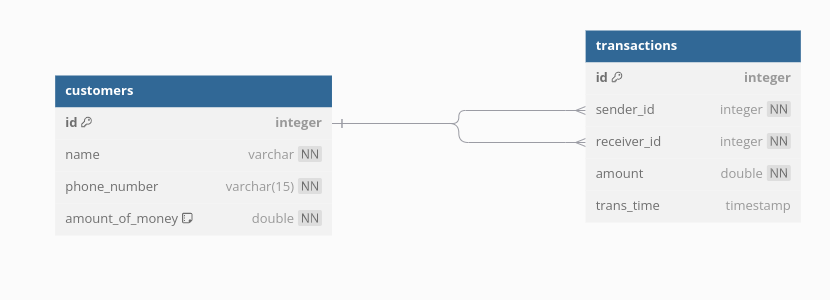 customers
id integer
name varchar NN
phone_number varchar(15) NN
amount_of_money double NN
transactions
id integer
sender_id integer NN
receiver_id integer NN
amount double NN
trans_time timestamp